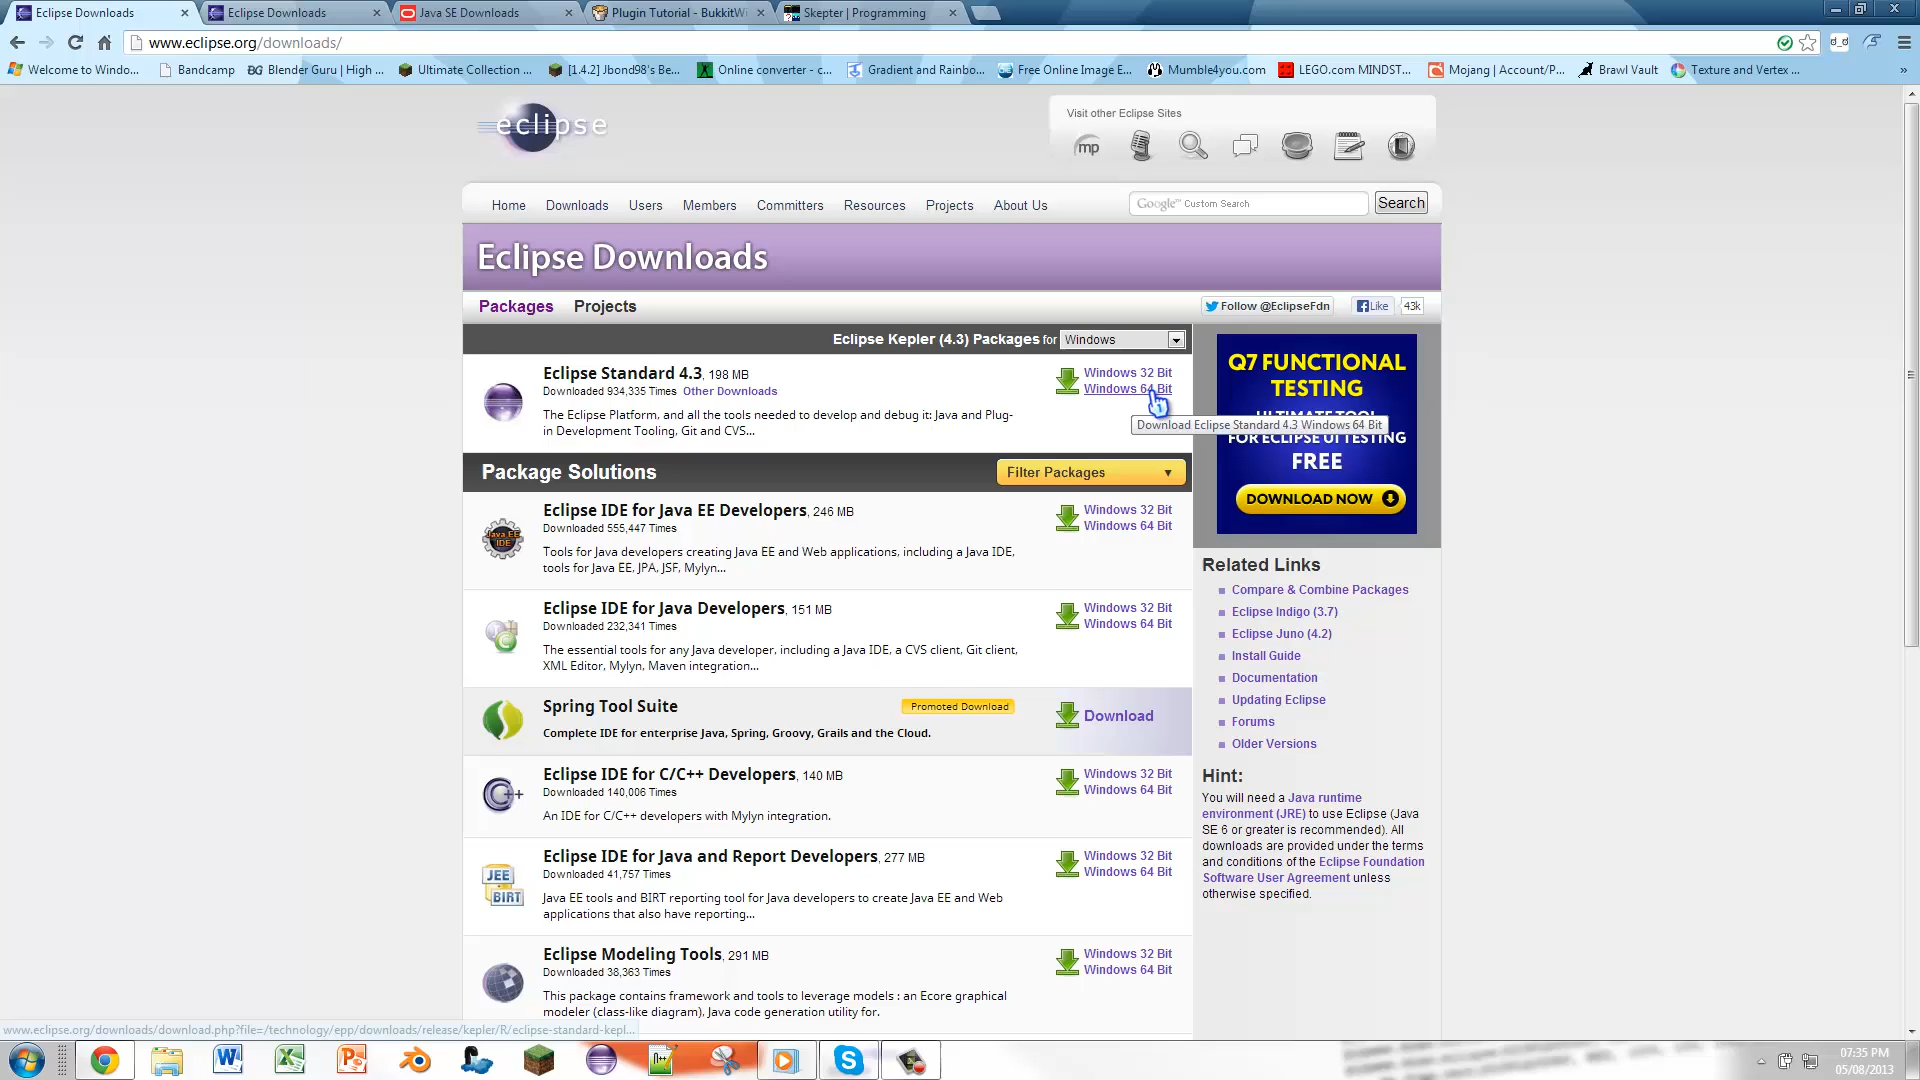 Eclipse Downloads
Eclipse Downloads
Java SE Downloads
Plugin Tutorial - BukkitWi
Skepter | Programming
www.eclipse.org/downloads/
Welcome to Windo...
Bandcamp
BG Blender Guru | High ...
Ultimate Collection ...
[1.4.2] Jbond98's Be...
Online converter - c...
Gradient and Rainbo...
Free Online Image E...
Mumble4you.com
LEGO.com MINDST...
Mojang | Account/P...
Brawl Vault
Texture and Vertex ...
»
eclipse
Visit other Eclipse Sites
mp
Home
Downloads
Users
Members
Committers
Resources
Projects
About Us
Google™ Custom Search
Search
Eclipse Downloads
Packages
Projects
Follow @EclipseFdn
Like
43k
Eclipse Kepler (4.3) Packages for
Windows
Eclipse Standard 4.3, 198 MB
Downloaded 934,335 Times Other Downloads
The Eclipse Platform, and all the tools needed to develop and debug it: Java and Plug-
in Development Tooling, Git and CVS...
Windows 32 Bit
Windows 64 Bit
Download Eclipse Standard 4.3 Windows 64 Bit
Package Solutions
Filter Packages
Eclipse IDE for Java EE Developers, 246 MB
Downloaded 555,447 Times
Tools for Java developers creating Java EE and Web applications, including a Java IDE,
tools for Java EE, JPA, JSF, Mylyn...
Java EE
IDE
Windows 32 Bit
Windows 64 Bit
Eclipse IDE for Java Developers, 151 MB
Downloaded 232,341 Times
The essential tools for any Java developer, including a Java IDE, a CVS client, Git client,
XML Editor, Mylyn, Maven integration...
Windows 32 Bit
Windows 64 Bit
Spring Tool Suite
Promoted Download
Complete IDE for enterprise Java, Spring, Groovy, Grails and the Cloud.
Download
Eclipse IDE for C/C++ Developers, 140 MB
Downloaded 140,006 Times
An IDE for C/C++ developers with Mylyn integration.
C++
Windows 32 Bit
Windows 64 Bit
Eclipse IDE for Java and Report Developers, 277 MB
Downloaded 41,757 Times
Java EE tools and BIRT reporting tool for Java developers to create Java EE and Web
applications that also have reporting...
JEE
BIRT
Windows 32 Bit
Windows 64 Bit
Eclipse Modeling Tools, 291 MB
Downloaded 38,363 Times
This package contains framework and tools to leverage models : an Ecore graphical
modeler (class-like diagram), Java code generation utility for.
Windows 32 Bit
Windows 64 Bit
Q7 FUNCTIONAL
TESTING
ULTIMATE TOOL
FOR ECLIPSE UI TESTING
FREE
DOWNLOAD NOW
Related Links
Compare & Combine Packages
Eclipse Indigo (3.7)
Eclipse Juno (4.2)
Install Guide
Documentation
Updating Eclipse
Forums
Older Versions
Hint:
You will need a Java runtime
environment (JRE) to use Eclipse (Java
SE 6 or greater is recommended). All
downloads are provided under the terms
and conditions of the Eclipse Foundation
Software User Agreement unless
otherwise specified.
www.eclipse.org/downloads/download.php?file=/technology/epp/downloads/release/kepler/R/eclipse-standard-kepl...
07:35 PM
05/08/2013